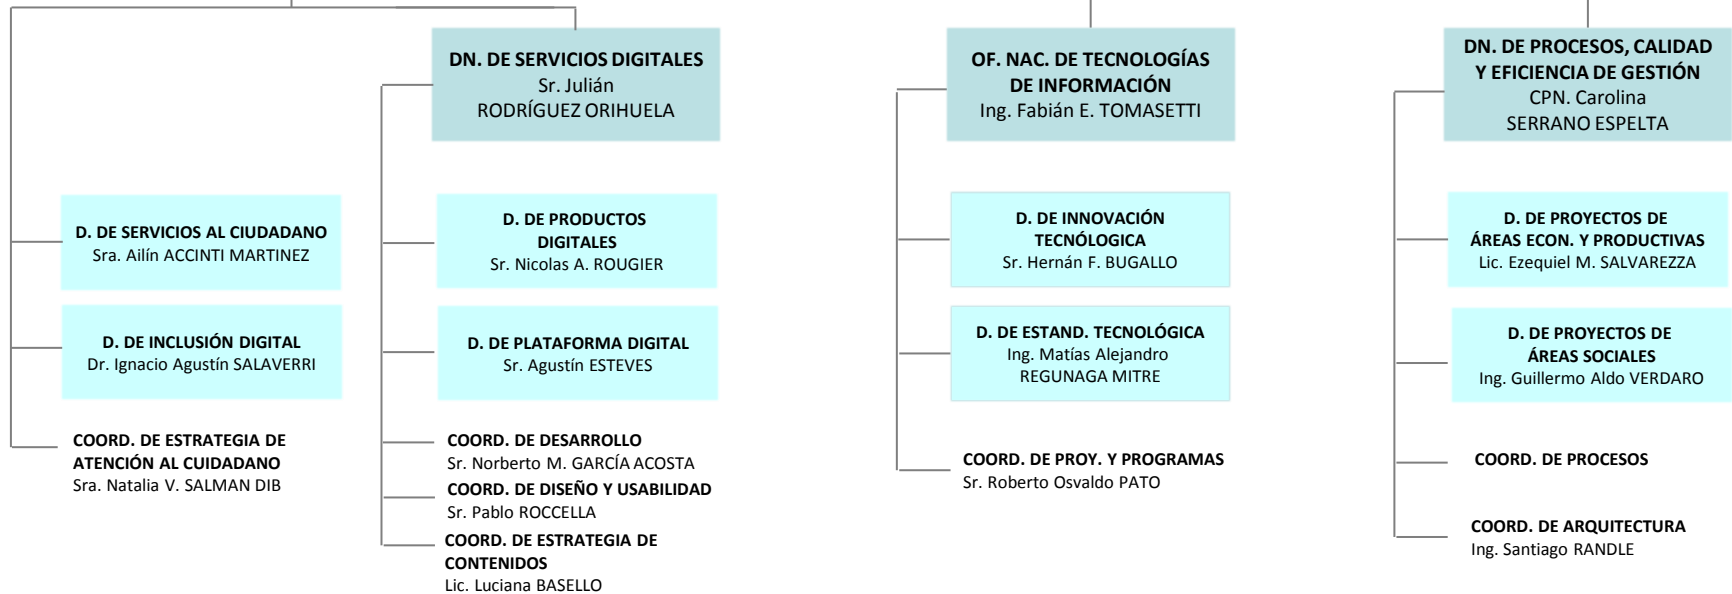 DN. DE SERVICIOS DIGITALES
Sr. Julián
RODRÍGUEZ ORIHUELA
OF. NAC. DE TECNOLOGÍAS
DE INFORMACIÓN
Ing. Fabián E. TOMASETTI
DN. DE PROCESOS, CALIDAD
Y EFICIENCIA DE GESTIÓN
CPN. Carolina
SERRANO ESPELTA
D. DE SERVICIOS AL CIUDADANO
Sra. Ailín ACCINTI MARTINEZ
D. DE PRODUCTOS
DIGITALES
Sr. Nicolas A. ROUGIER
D. DE INNOVACIÓN
TECNÓLOGICA
Sr. Hernán F. BUGALLO
D. DE PROYECTOS DE
ÁREAS ECON. Y PRODUCTIVAS
Lic. Ezequiel M. SALVAREZZA
D. DE INCLUSIÓN DIGITAL
Dr. Ignacio Agustín SALAVERRI
D. DE PLATAFORMA DIGITAL
Sr. Agustín ESTEVES
D. DE ESTAND. TECNOLÓGICA
Ing. Matías Alejandro
REGUNAGA MITRE
D. DE PROYECTOS DE
ÁREAS SOCIALES
Ing. Guillermo Aldo VERDARO
COORD. DE ESTRATEGIA DE
ATENCIÓN AL CUIDADANO
Sra. Natalia V. SALMAN DIB
COORD. DE DESARROLLO
Sr. Norberto M. GARCÍA ACOSTA
COORD. DE DISEÑO Y USABILIDAD
Sr. Pablo ROCCELLA
COORD. DE ESTRATEGIA DE
CONTENIDOS
Lic. Luciana BASELLO
COORD. DE PROY. Y PROGRAMAS
Sr. Roberto Osvaldo PATO
COORD. DE PROCESOS
COORD. DE ARQUITECTURA
Ing. Santiago RANDLE